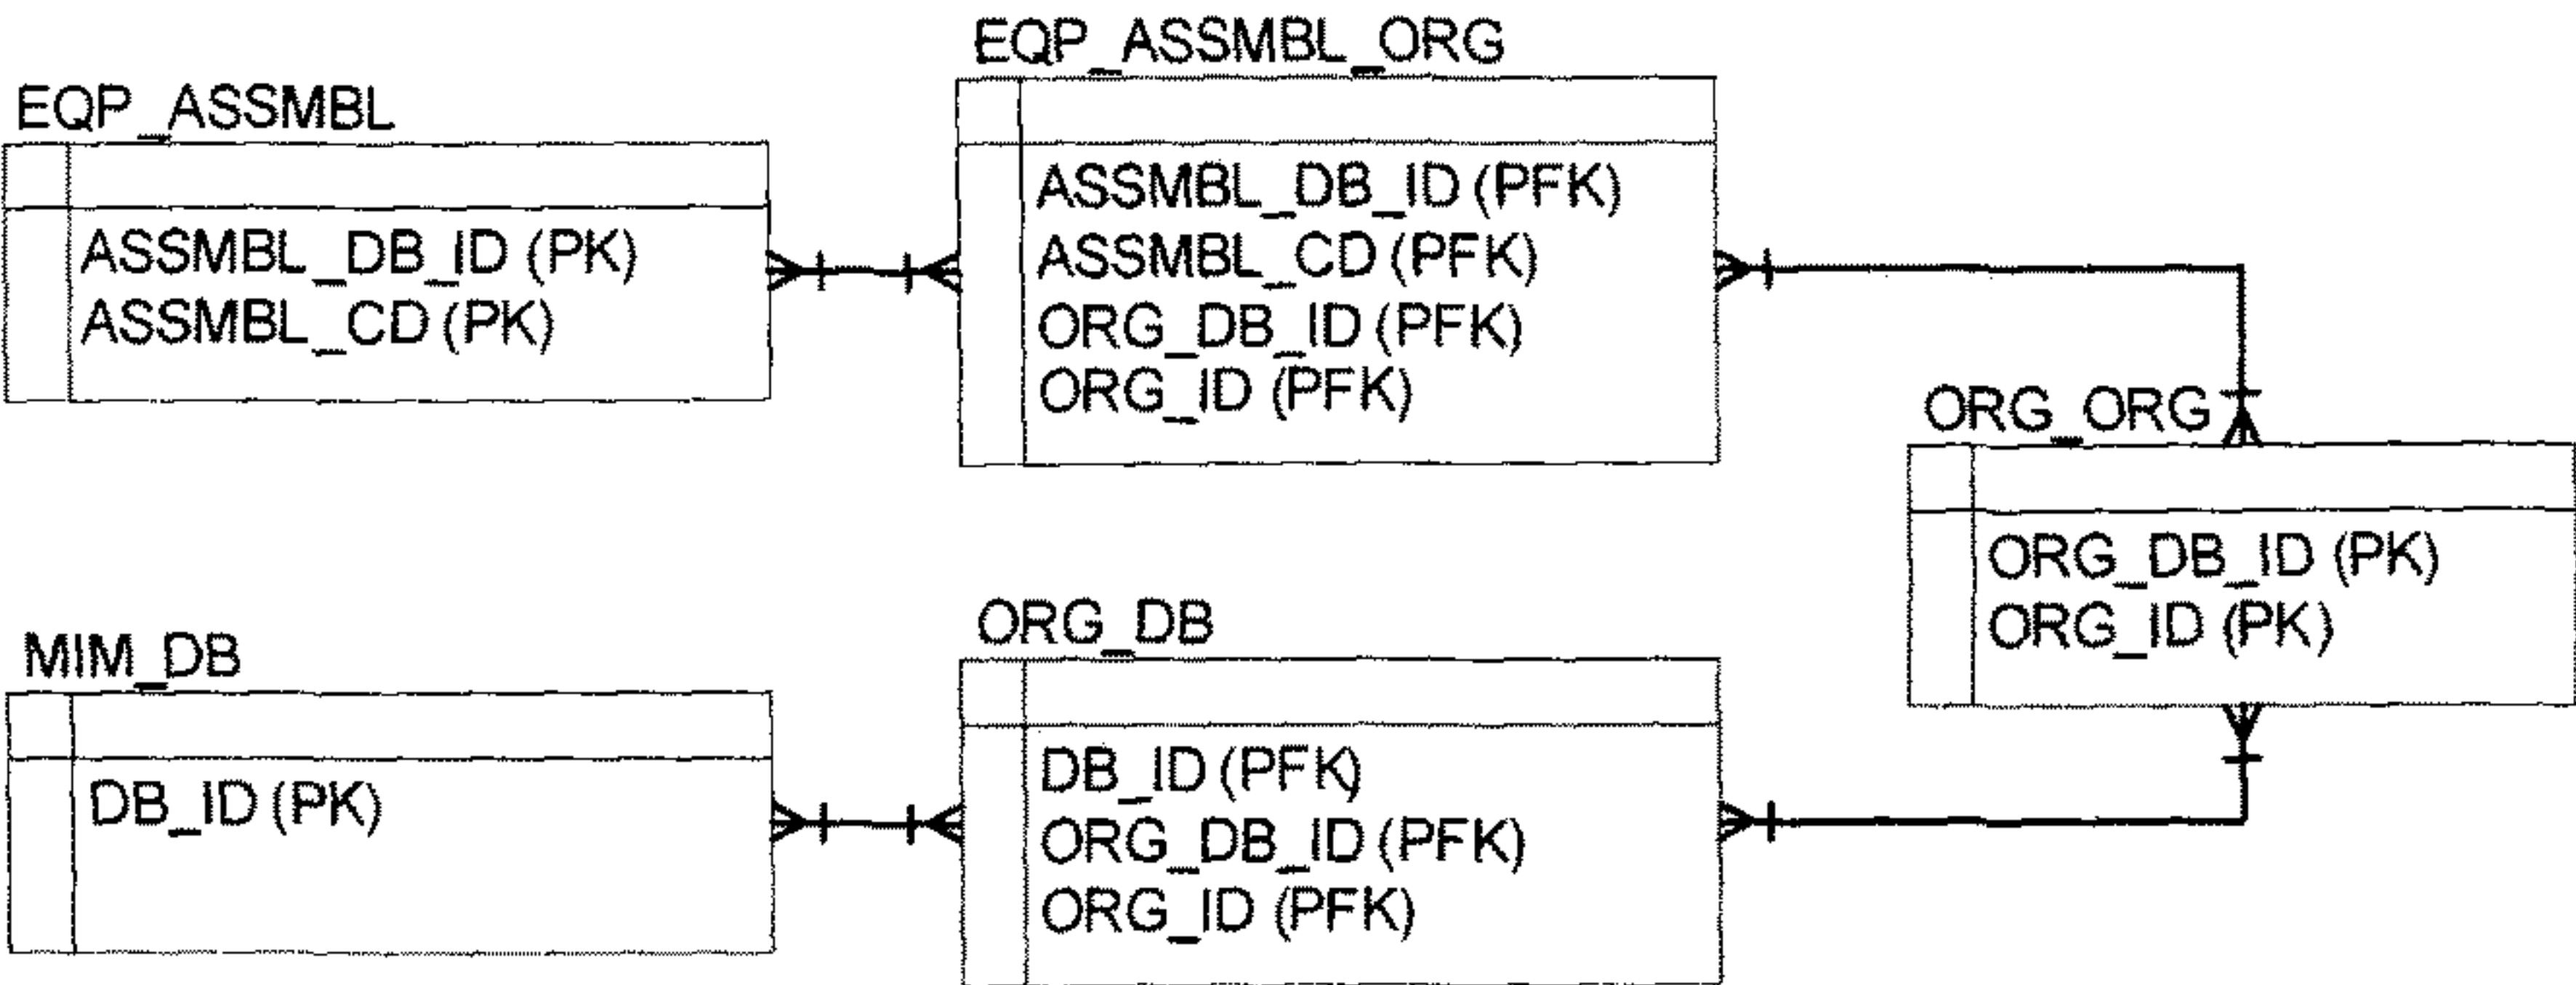 EQP_ASSMBL
ASSMBL_DB_ID (PK)
ASSMBL_CD (PK)
EQP_ASSMBL_ORG
ASSMBL_DB_ID (PFK)
ASSMBL_CD (PFK)
ORG_DB_ID (PFK)
ORG_ID (PFK)
ORG_ORG
ORG_DB_ID (PK)
ORG_ID (PK)
MIM_DB
DB_ID (PK)
ORG_DB
DB_ID (PFK)
ORG_DB_ID (PFK)
ORG_ID (PFK)